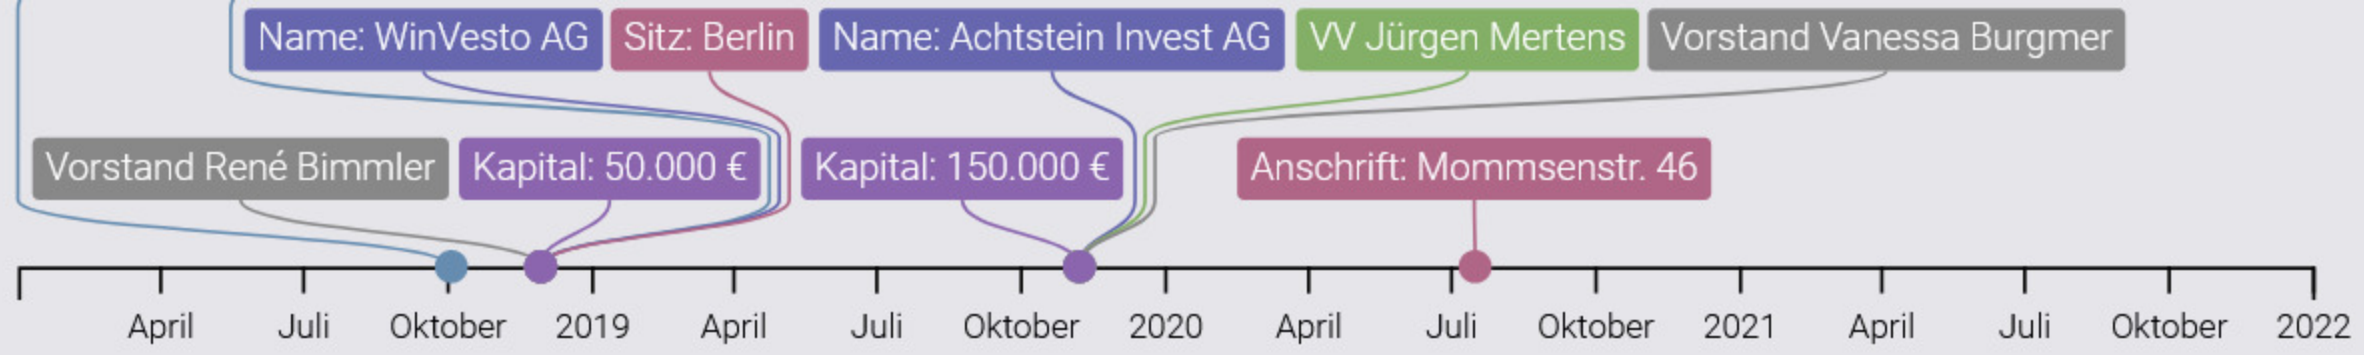 Name: WinVesto AG
Sitz: Berlin
Name: Achtstein Invest AG
VV Jürgen Mertens
Vorstand Vanessa Burgmer
Vorstand René Bimmler
Kapital: 50.000 €
Kapital: 150.000 €
Anschrift: Mommsenstr. 46
April Juli Oktober 2019 April Juli Oktober 2020 April Juli Oktober 2021 April Juli Oktober 2022